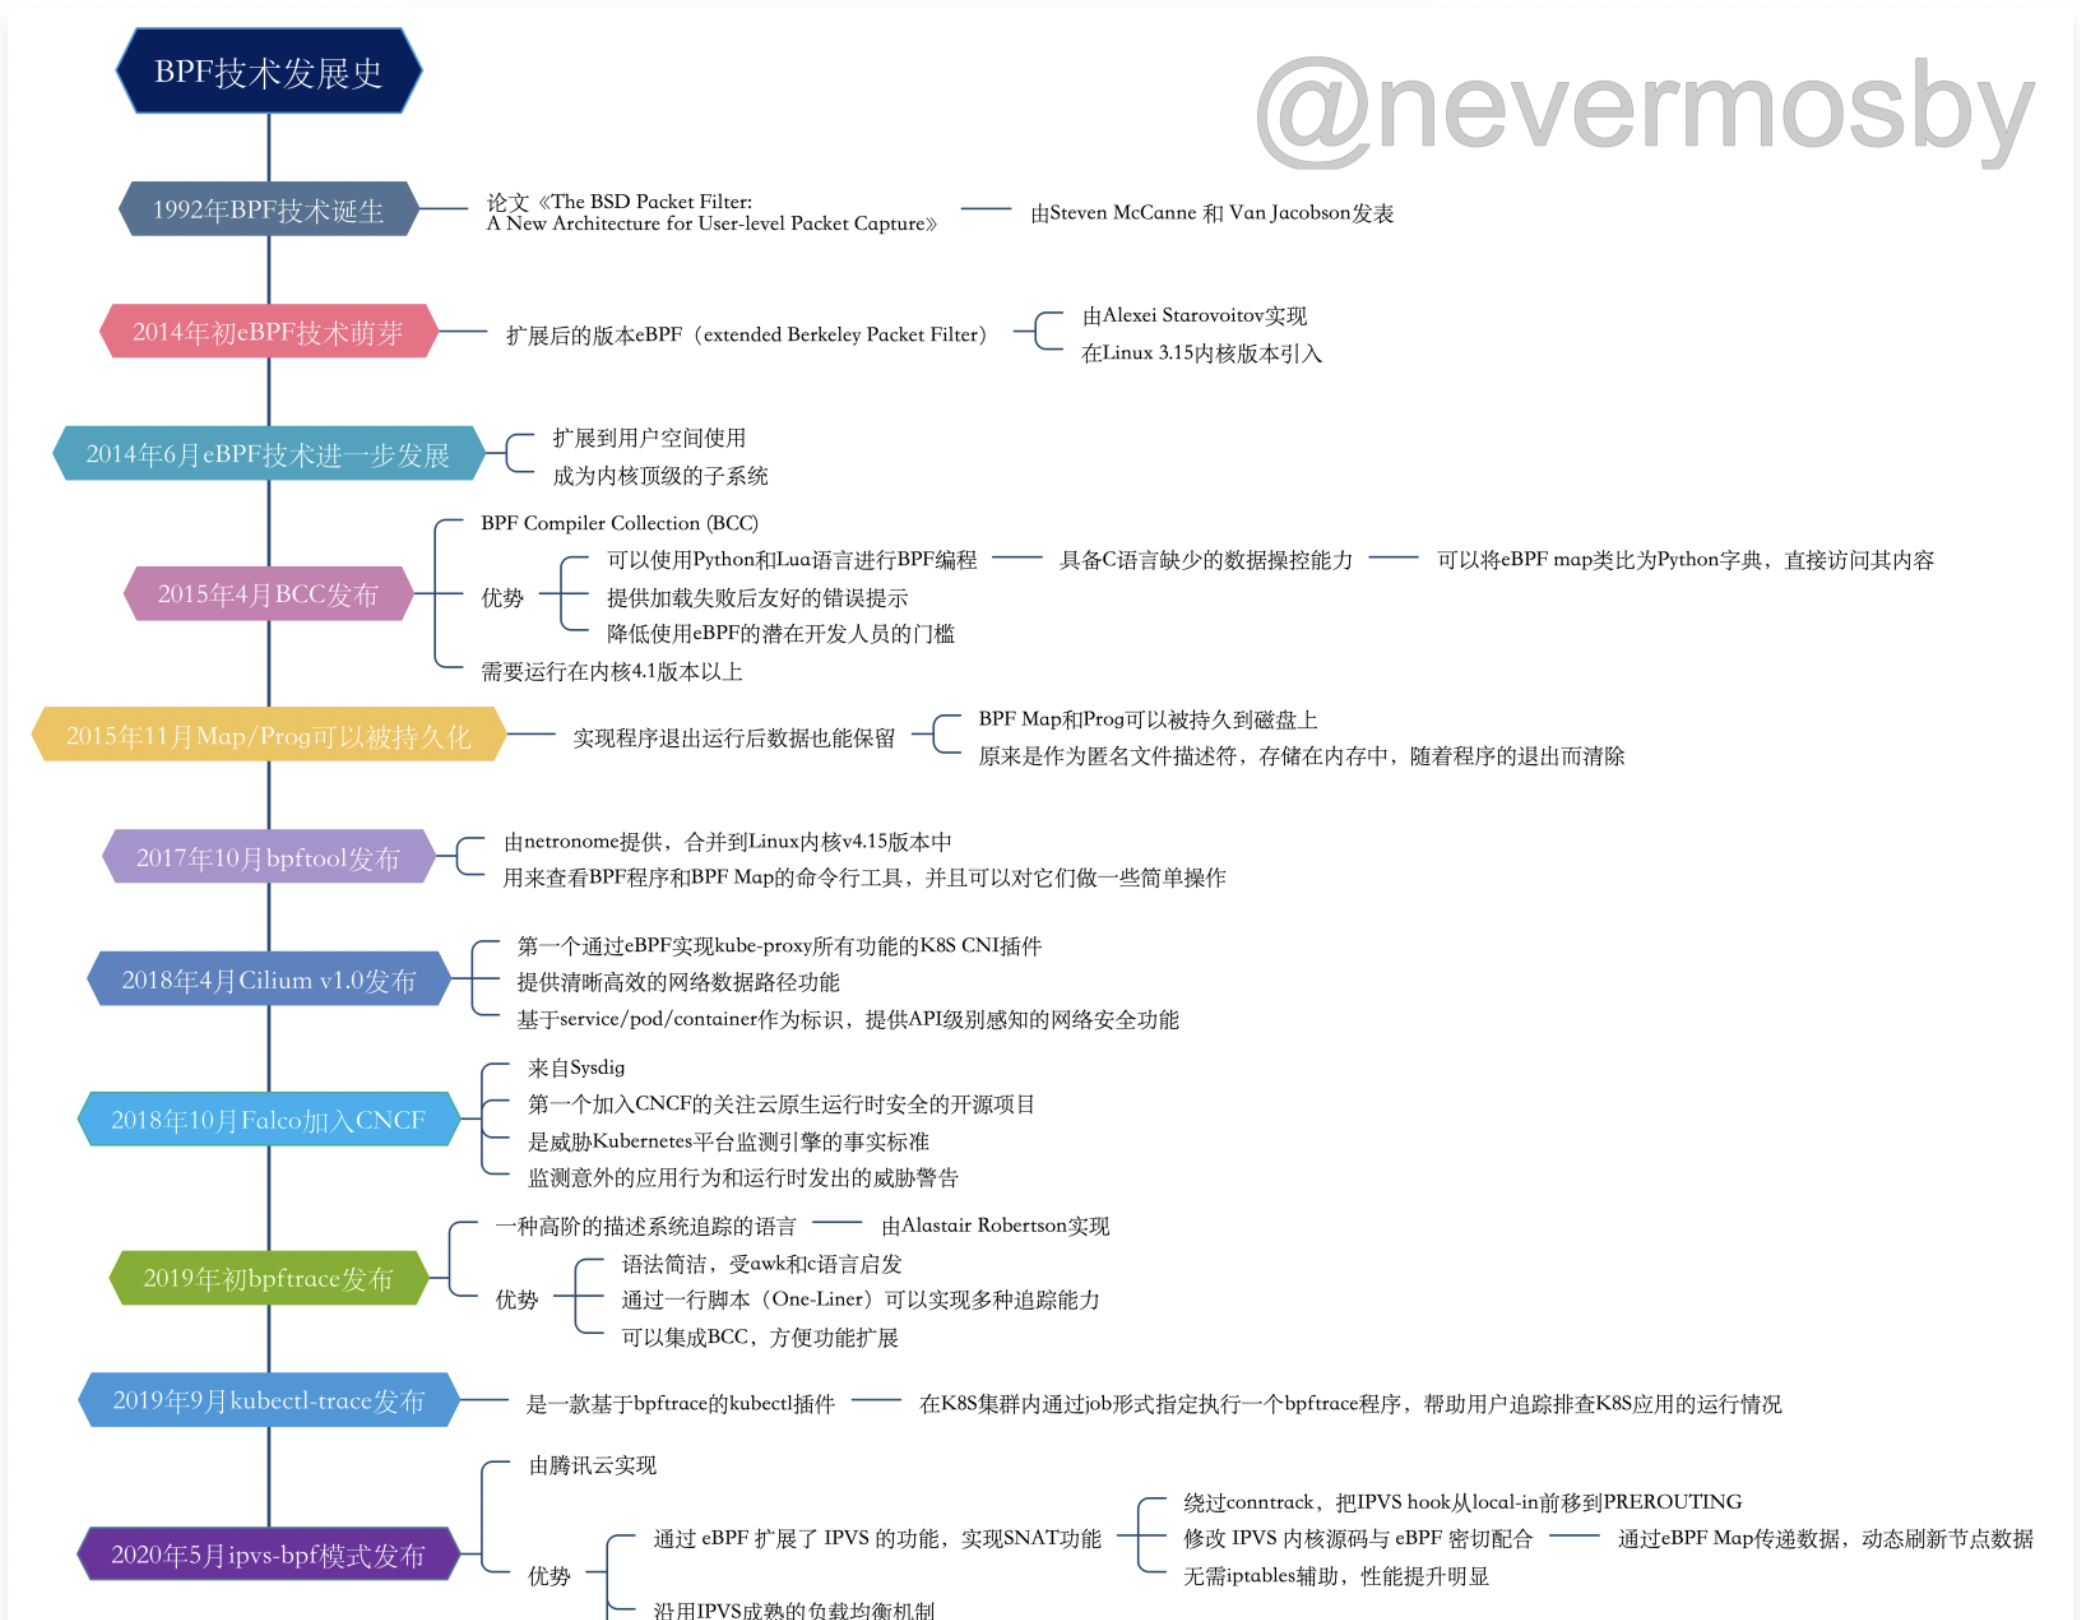 BPF技术发展史
@nevermosby
1992年BPF技术诞生
论文《The BSD Packet Filter:
A New Architecture for User-level Packet Capture》
由Steven McCanne 和 Van Jacobson发表
2014年初eBPF技术萌芽
扩展后的版本eBPF（extended Berkeley Packet Filter）
由Alexei Starovoitov实现
在Linux 3.15内核版本引入
2014年6月eBPF技术进一步发展
扩展到用户空间使用
成为内核顶级的子系统
2015年4月BCC发布
BPF Compiler Collection (BCC)
优势
可以使用Python和Lua语言进行BPF编程
具备C语言缺少的数据操控能力
可以将eBPF map类比为Python字典，直接访问其内容
提供加载失败后友好的错误提示
降低使用eBPF的潜在开发人员的门槛
需要运行在内核4.1版本以上
2015年11月Map/Prog可以被持久化
实现程序退出运行后数据也能保留
BPF Map和Prog可以被持久到磁盘上
原来是作为匿名文件描述符，存储在内存中，随着程序的退出而清除
2017年10月bpftool发布
由netronome提供，合并到Linux内核v4.15版本中
用来查看BPF程序和BPF Map的命令行工具，并且可以对它们做一些简单操作
2018年4月Cilium v1.0发布
第一个通过eBPF实现kube-proxy所有功能的K8S CNI插件
提供清晰高效的网络数据路径功能
基于service/pod/container作为标识，提供API级别感知的网络安全功能
2018年10月Falco加入CNCF
来自Sysdig
第一个加入CNCF的关注云原生运行时安全的开源项目
是威胁Kubernetes平台监测引擎的事实标准
监测意外的应用行为和运行时发出的威胁警告
2019年初bpftrace发布
一种高阶的描述系统追踪的语言
由Alastair Robertson实现
优势
语法简洁，受awk和c语言启发
通过一行脚本（One-Liner）可以实现多种追踪能力
可以集成BCC，方便功能扩展
2019年9月kubectl-trace发布
是一款基于bpftrace的kubectl插件
在K8S集群内通过job形式指定执行一个bpftrace程序，帮助用户追踪排查K8S应用的运行情况
2020年5月ipvs-bpf模式发布
由腾讯云实现
优势
通过 eBPF 扩展了 IPVS 的功能，实现SNAT功能
绕过conntrack，把IPVS hook从local-in前移到PREROUTING
修改 IPVS 内核源码与 eBPF 密切配合
通过eBPF Map传递数据，动态刷新节点数据
无需iptables辅助，性能提升明显
沿用IPVS成熟的负载均衡机制